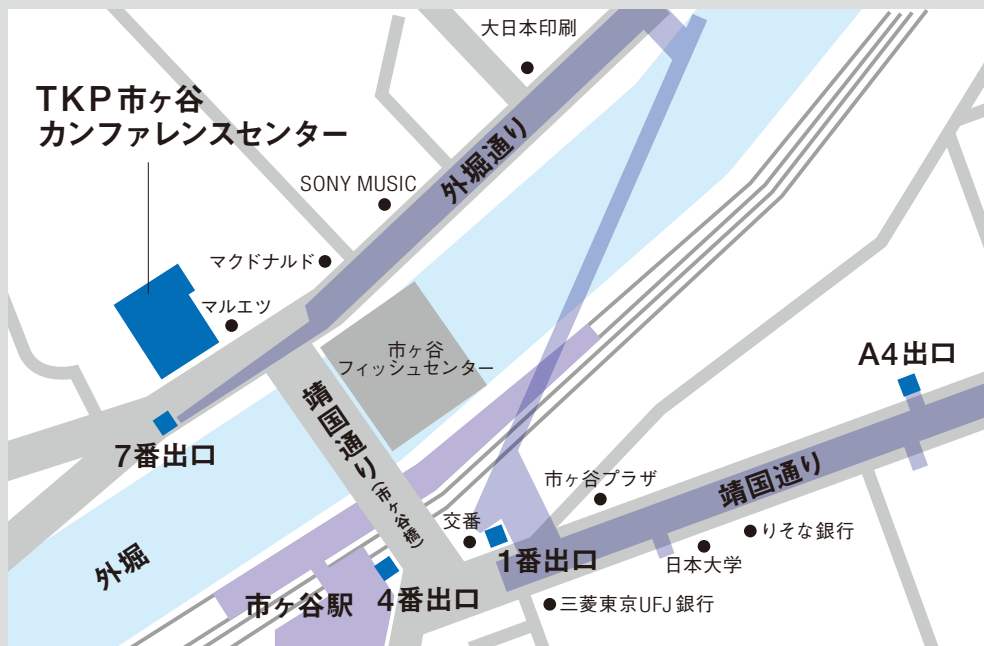 大日本印刷
TKP市ヶ谷
カンファレンスセンター
外堀通り
SONY MUSIC
マクドナルド
マルエツ
市ヶ谷
フィッシュセンター
A4出口
靖国通り(市ヶ谷橋)
7番出口
市ヶ谷プラザ
靖国通り
交番
りそな銀行
外堀
1番出口
日本大学
市ヶ谷駅
4番出口
三菱東京UFJ銀行